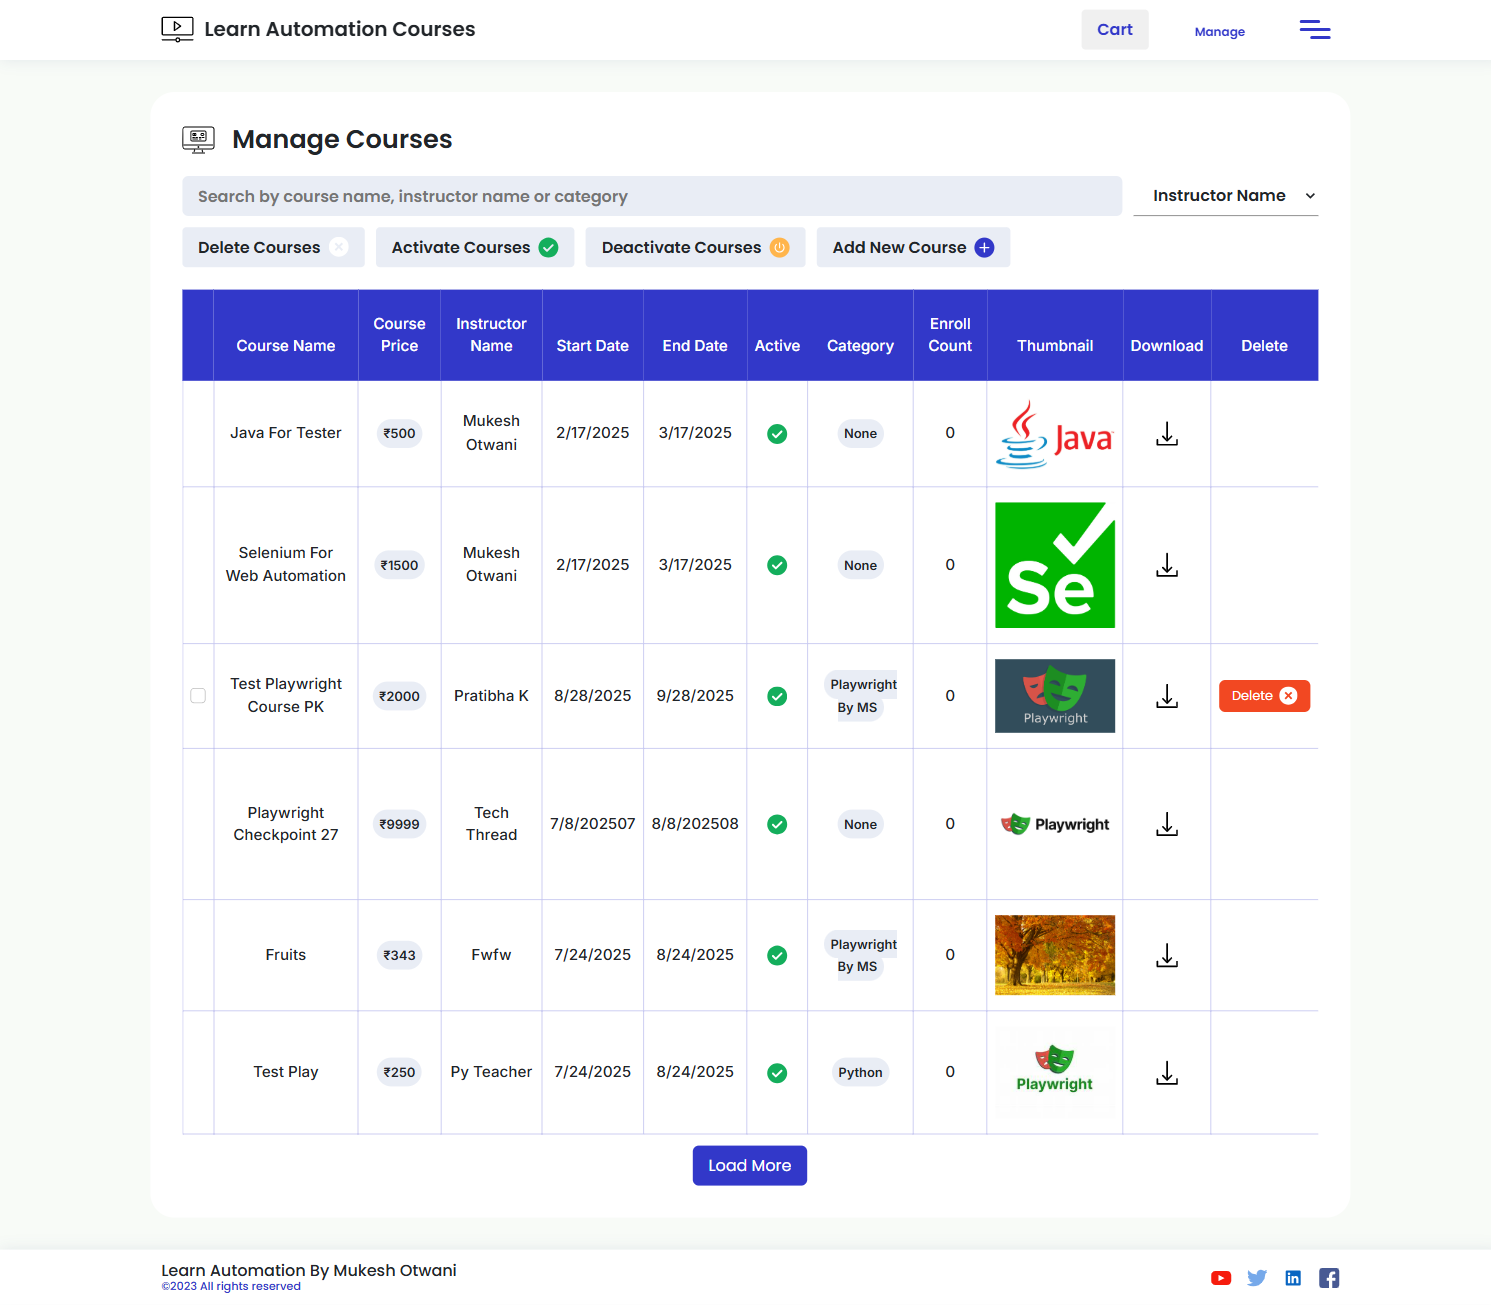 Learn Automation Courses
Cart
Manage
Manage Courses
Search by course name, instructor name or category
Instructor Name
Delete Courses
Activate Courses
Deactivate Courses
Add New Course
Course Name
Course
Price
Instructor
Name
Start Date
End Date
Active
Category
Enroll
Count
Thumbnail
Download
Delete
Java For Tester
₹500
Mukesh
Otwani
2/17/2025
3/17/2025
None
0
Java
Selenium For
Web Automation
₹1500
Mukesh
Otwani
2/17/2025
3/17/2025
None
0
Se
Test Playwright
Course PK
₹2000
Pratibha K
8/28/2025
9/28/2025
Playwright
By MS
0
Playwright
Delete
Playwright
Checkpoint 27
₹9999
Tech
Thread
7/8/202507
8/8/202508
None
0
Playwright
Fruits
₹343
Fwfw
7/24/2025
8/24/2025
Playwright
By MS
0
Test Play
₹250
Py Teacher
7/24/2025
8/24/2025
Python
0
Playwright
Load More
Learn Automation By Mukesh Otwani
©2023 All rights reserved